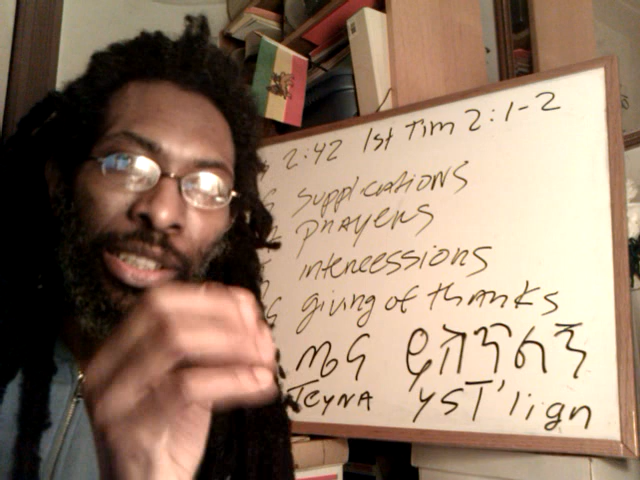 2:42 1st Tim 2:1-2
supplications
prayers
intercessions
giving of thanks
ጤና ይስጥልኝ
TeyNA YST'lign